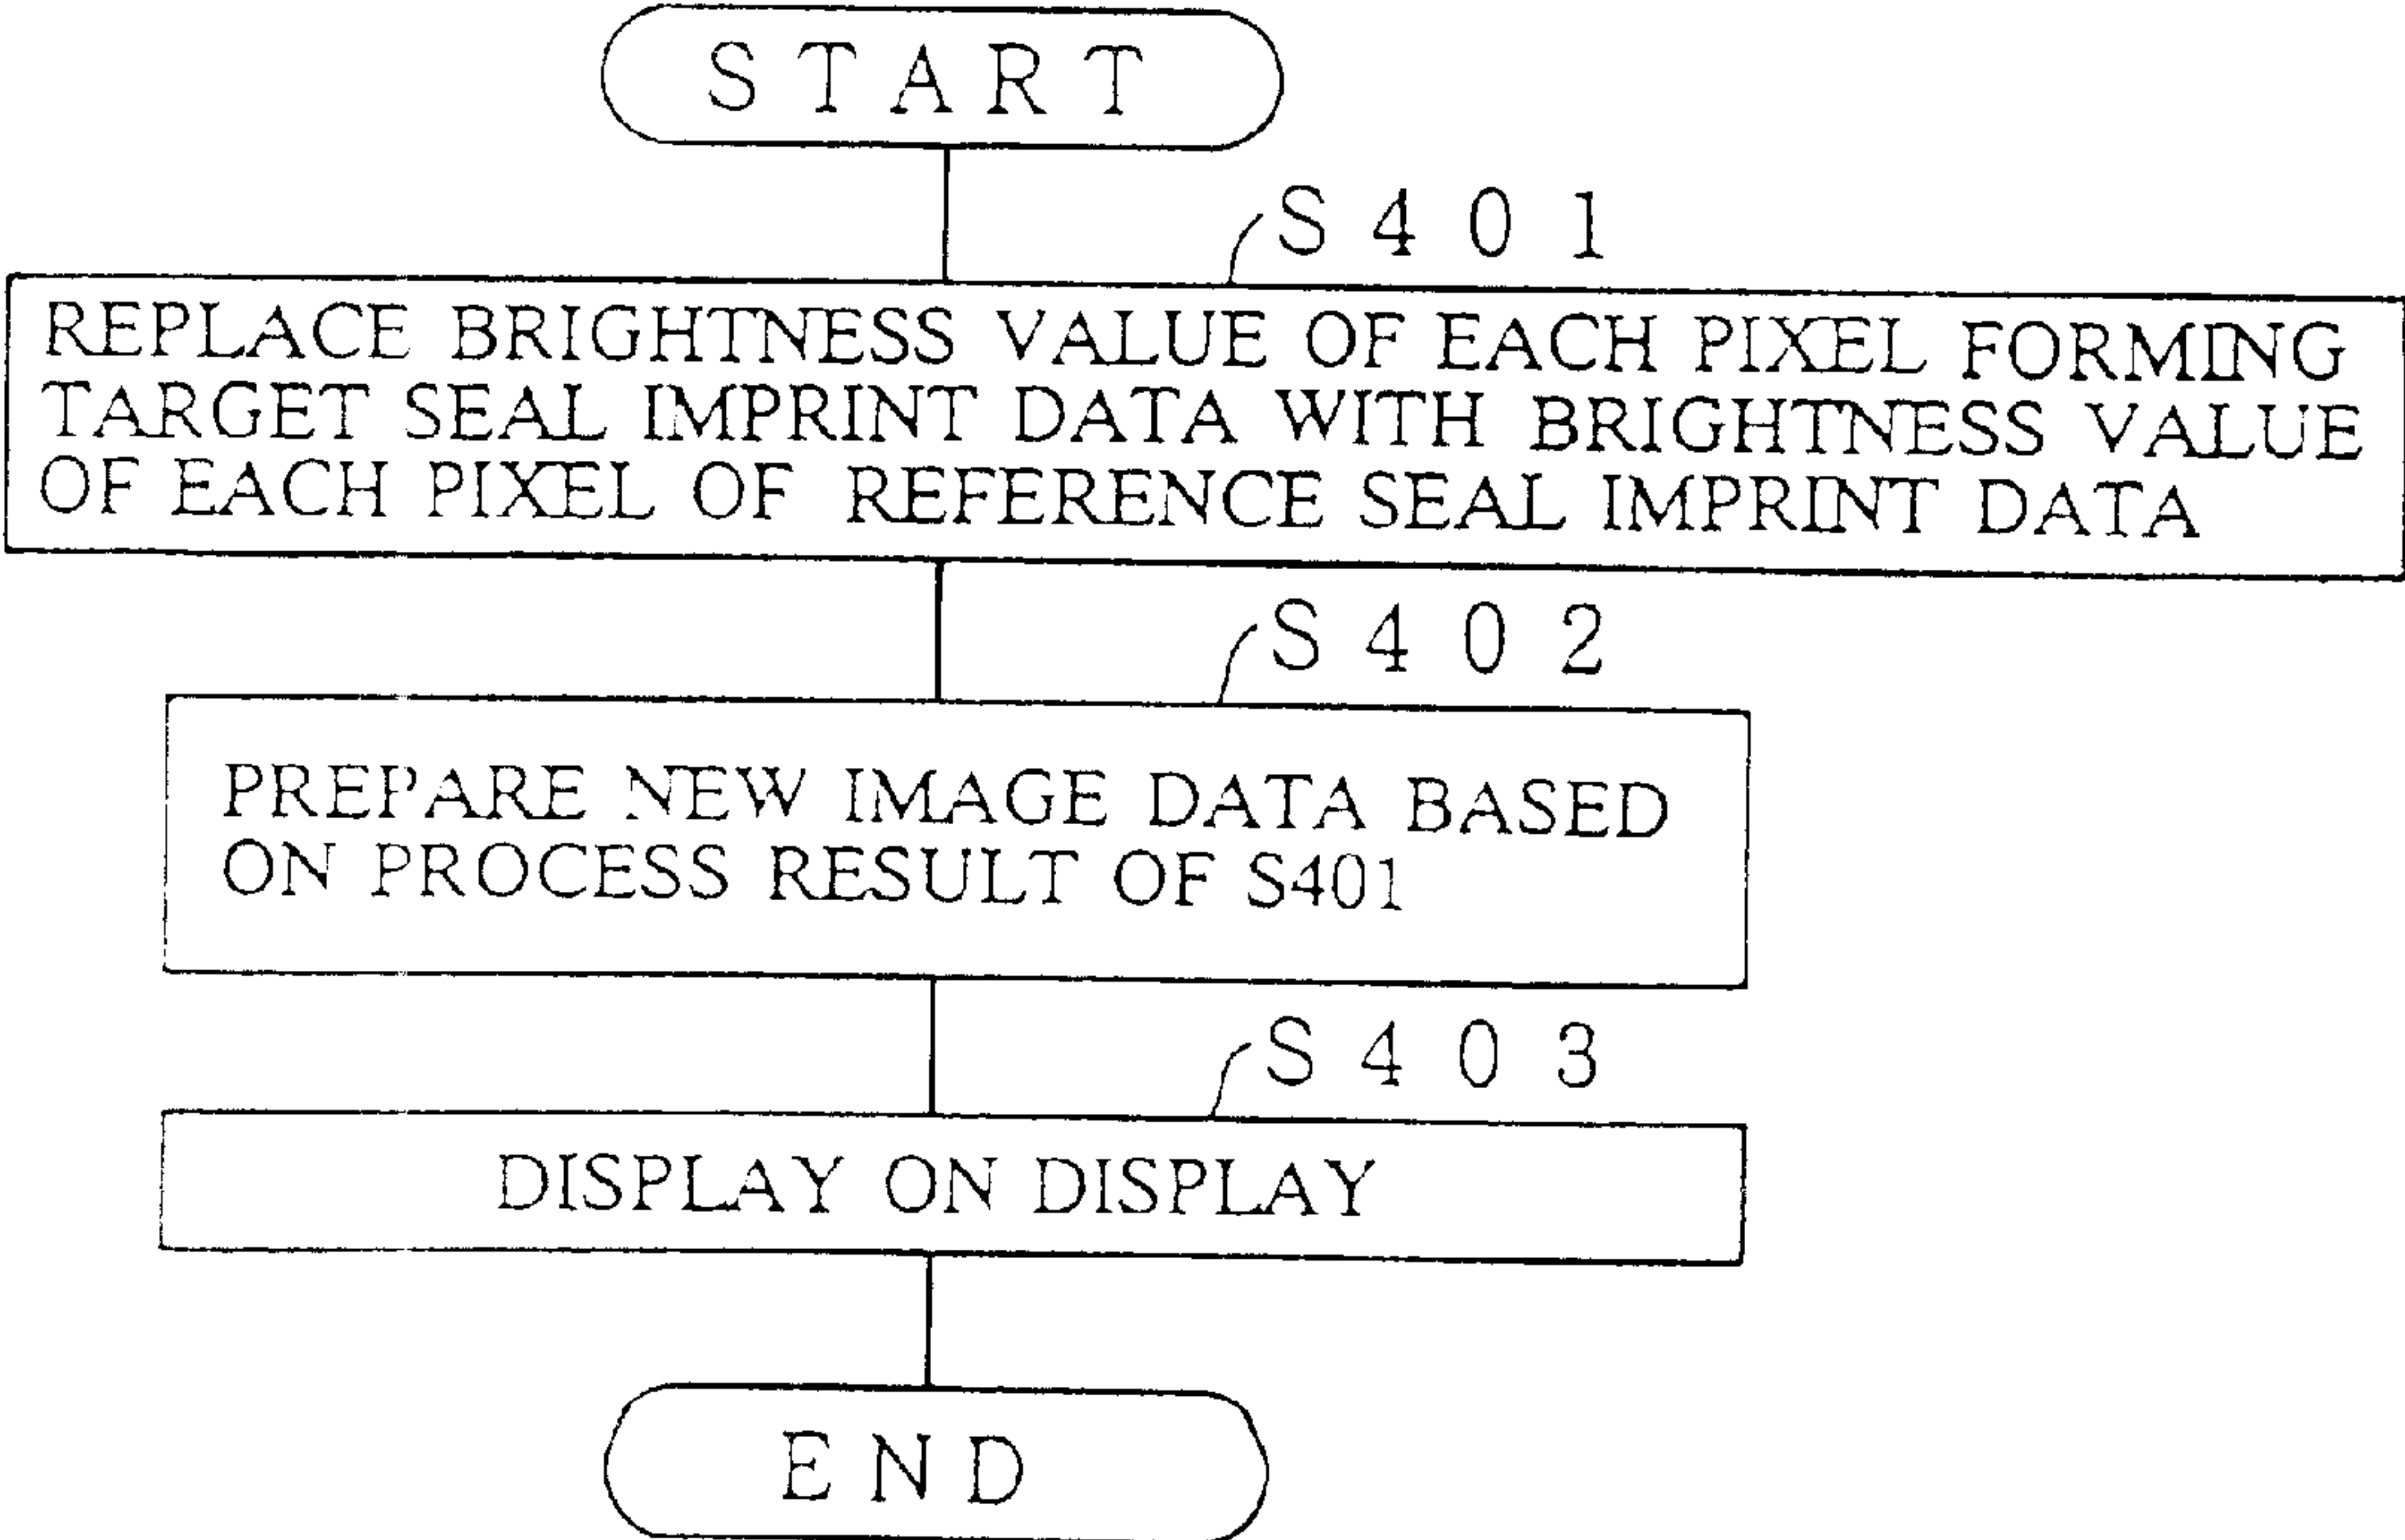 START
S401
REPLACE BRIGHTNESS VALUE OF EACH PIXEL FORMING
TARGET SEAL IMPRINT DATA WITH BRIGHTNESS VALUE
OF EACH PIXEL OF REFERENCE SEAL IMPRINT DATA
S402
PREPARE NEW IMAGE DATA BASED
ON PROCESS RESULT OF S401
S403
DISPLAY ON DISPLAY
END